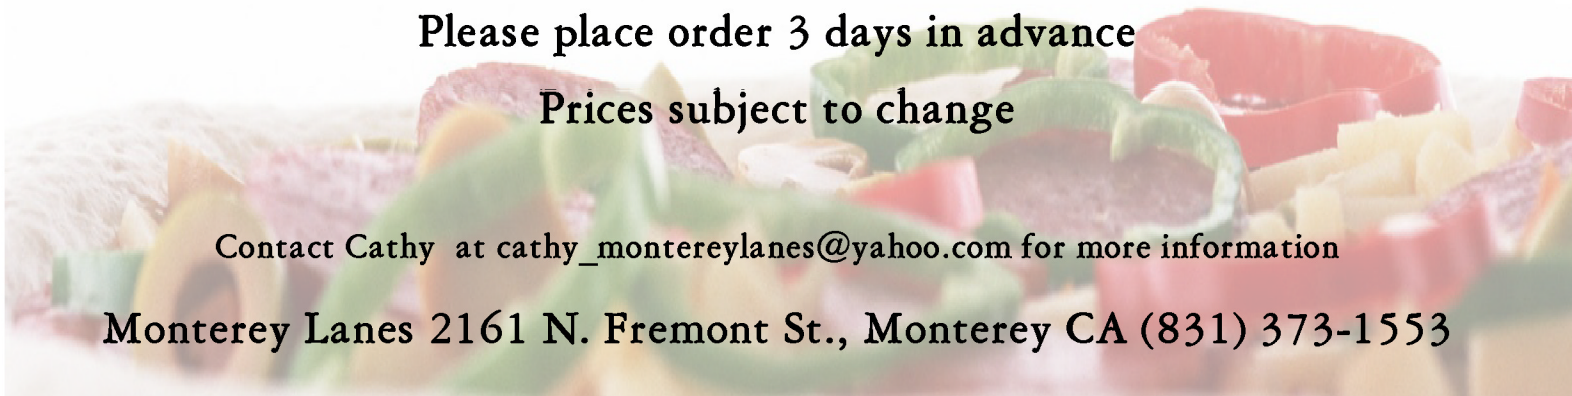 Please place order 3 days in advance
Prices subject to change
Contact Cathy at cathy_montereylanes@yahoo.com for more information
Monterey Lanes 2161 N. Fremont St., Monterey CA (831) 373-1553